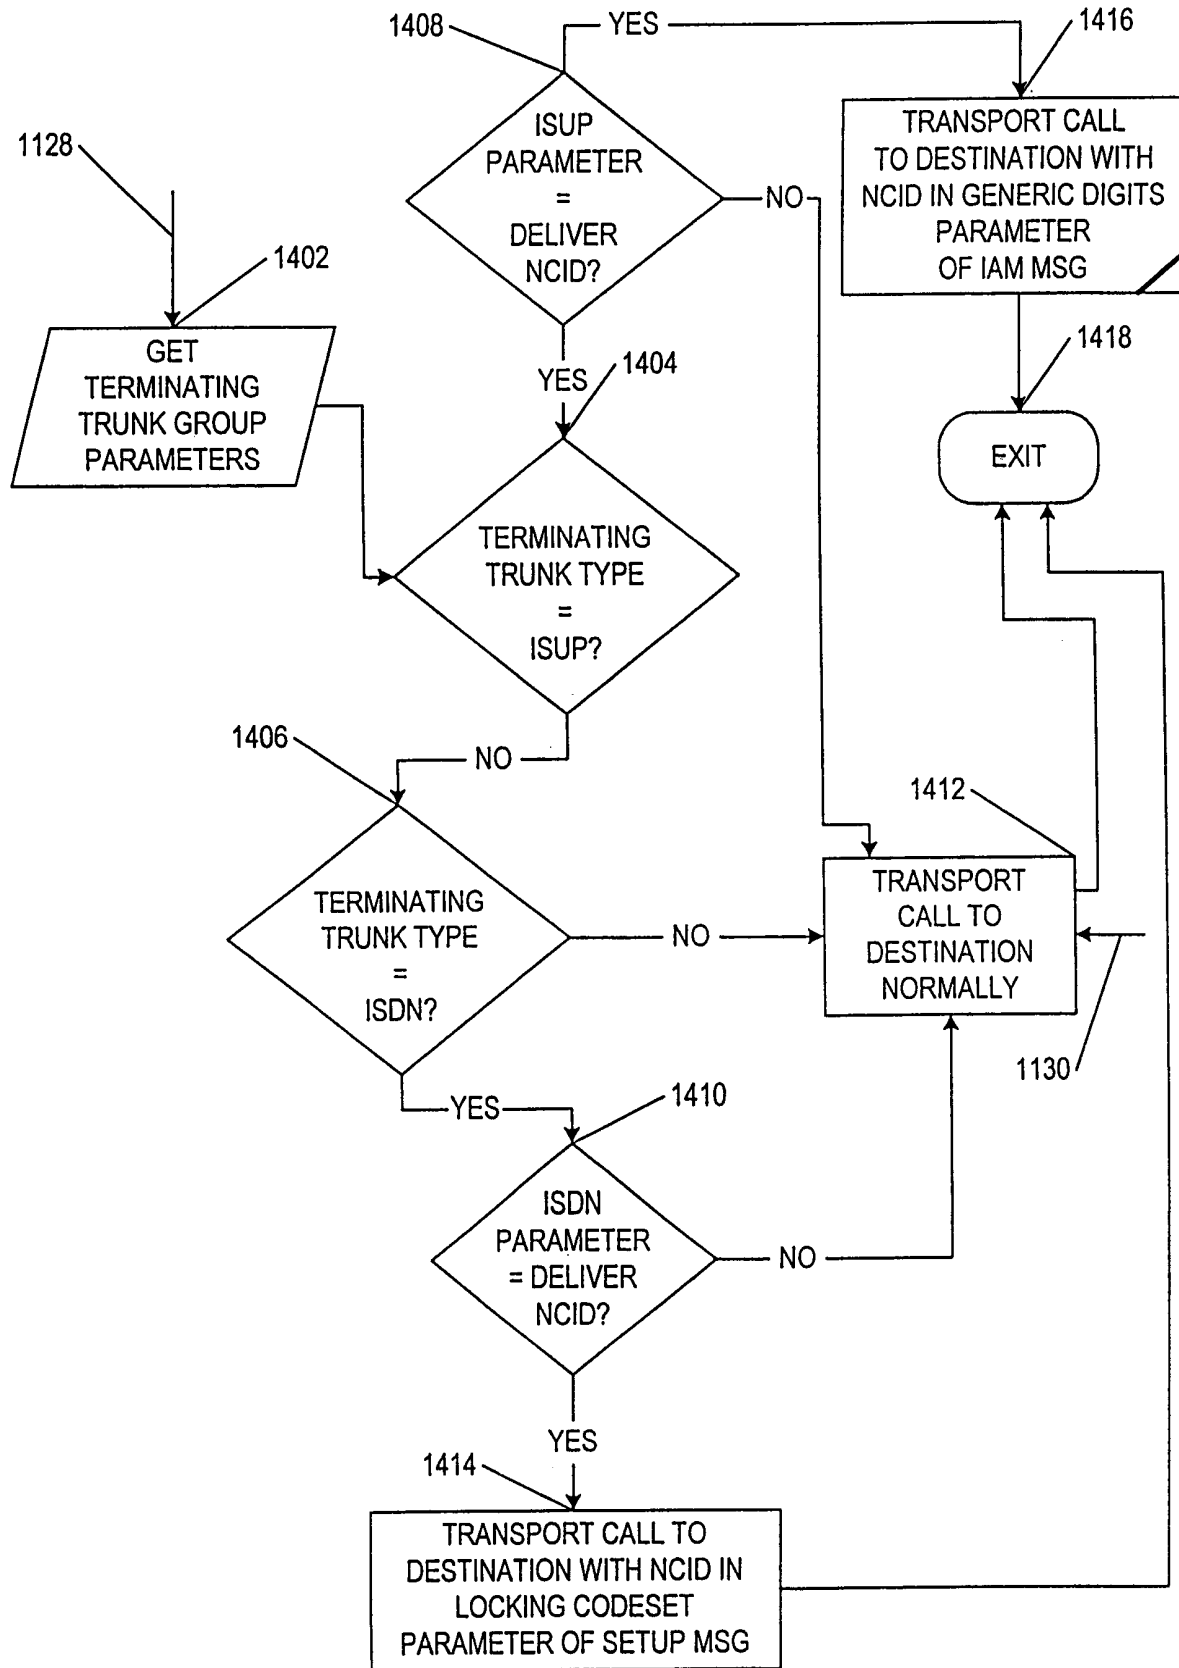 1408
YES
1416
ISUP
PARAMETER
=
DELIVER
NCID?
NO
TRANSPORT CALL
TO DESTINATION WITH
NCID IN GENERIC DIGITS
PARAMETER
OF IAM MSG
1128
1402
GET
TERMINATING
TRUNK GROUP
PARAMETERS
YES
1404
1418
EXIT
TERMINATING
TRUNK TYPE
=
ISUP?
NO
1406
TERMINATING
TRUNK TYPE
=
ISDN?
NO
1412
TRANSPORT
CALL TO
DESTINATION
NORMALLY
1130
YES
1410
ISDN
PARAMETER
= DELIVER
NCID?
NO
YES
1414
TRANSPORT CALL TO
DESTINATION WITH NCID IN
LOCKING CODESET
PARAMETER OF SETUP MSG